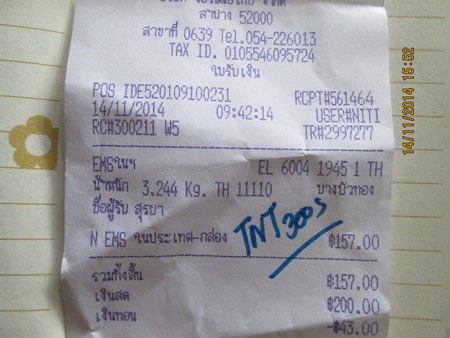 ลำปาง 52000
สาขาที่ 0639 Tel.054-226013
TAX ID. 0105546095724
ใบรับเงิน
POS IDE520109100231 RCPT#561464
14/11/2014 09:42:14 USER#NITI
RC#300211 W5 TR#2997277
EMSในฯ EL 6004 1945 1 TH
น้ำหนัก 3.244 Kg. TH 11110 บางบัวทอง
ชื่อผู้รับ สุรยา
TNT300s
N EMS ในประเทศ-กล่อง ฿157.00
รวมทั้งสิ้น ฿157.00
เงินสด ฿200.00
เงินทอน -฿43.00
14/11/2014 15:52